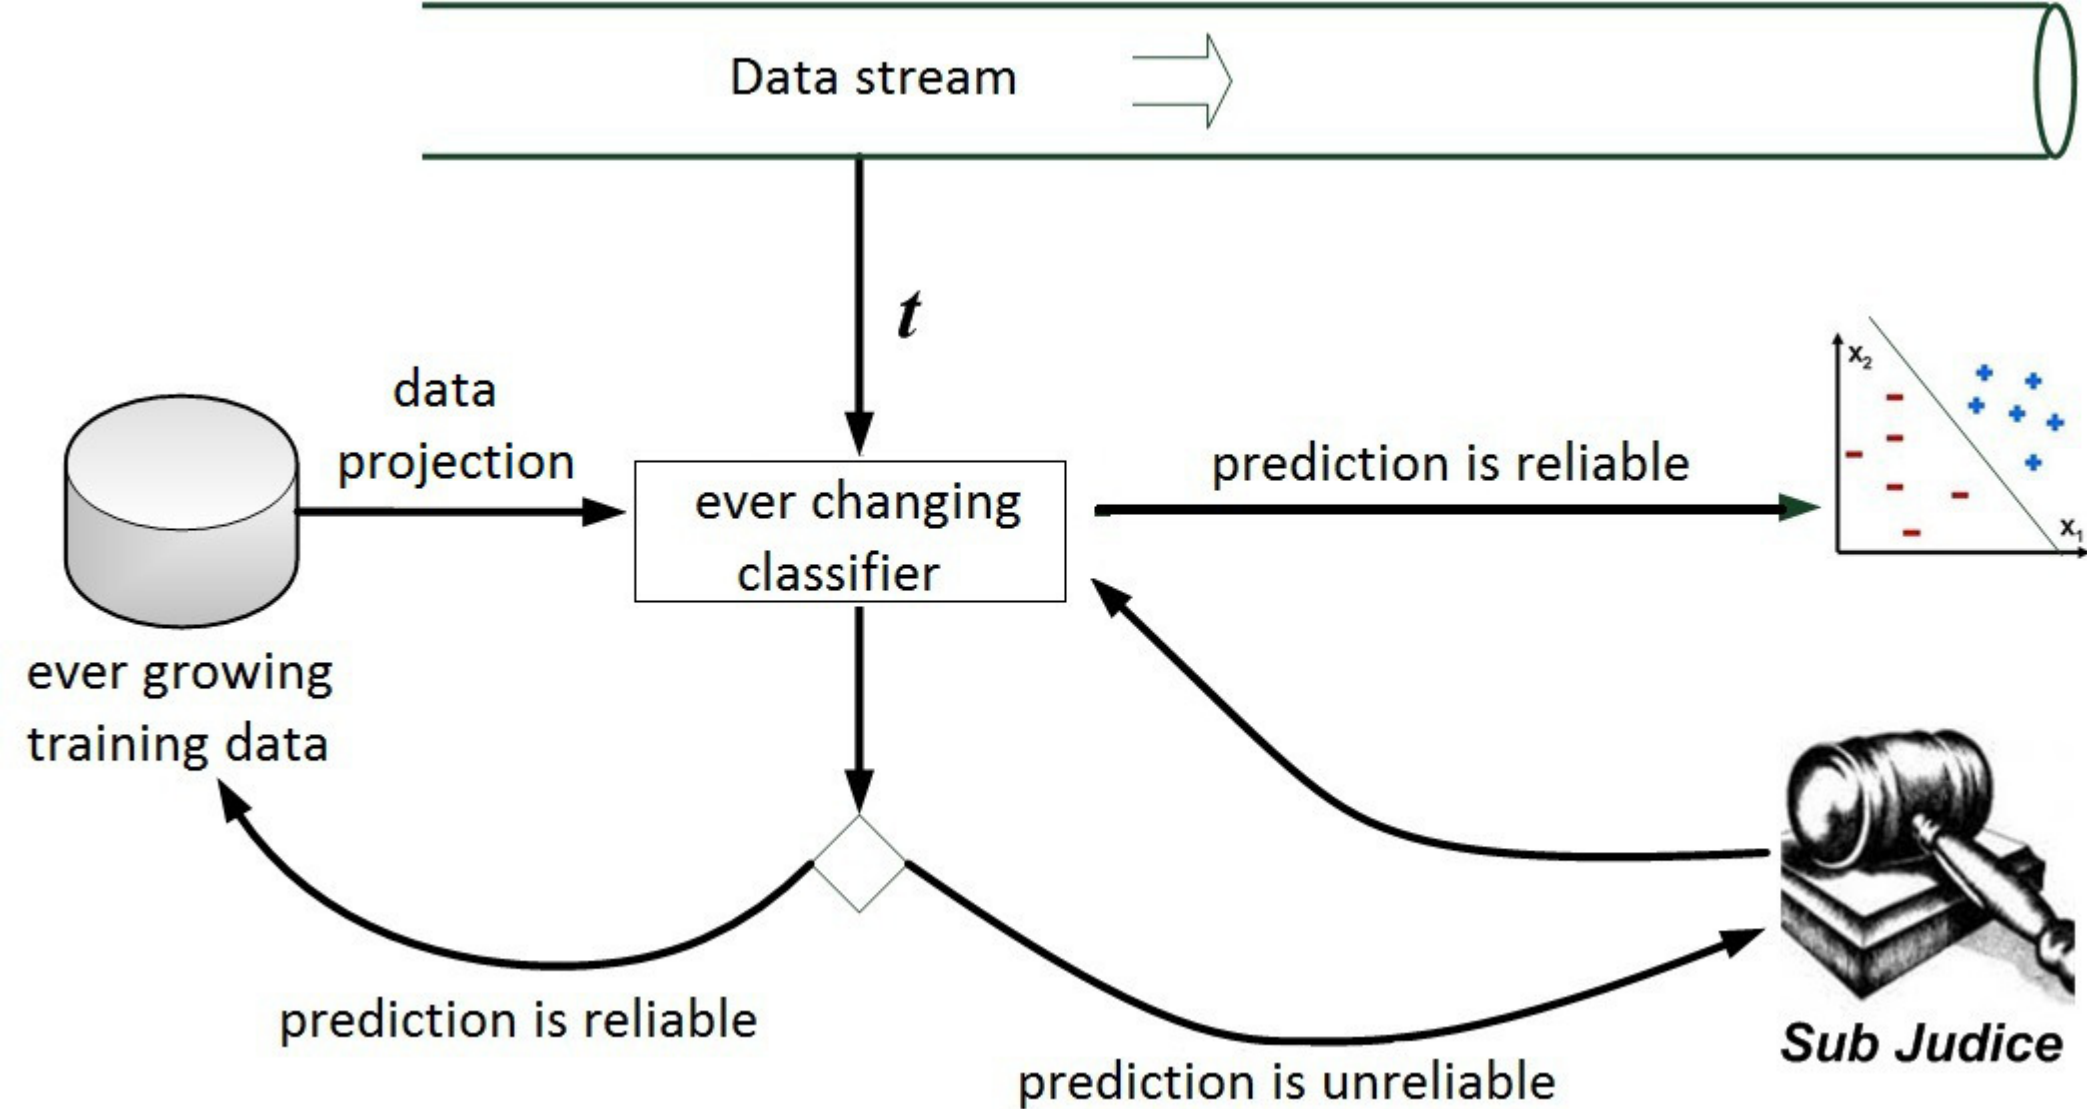 Data stream
t
data
projection
ever changing
classifier
prediction is reliable
x₂
x₁
ever growing
training data
prediction is reliable
prediction is unreliable
Sub Judice